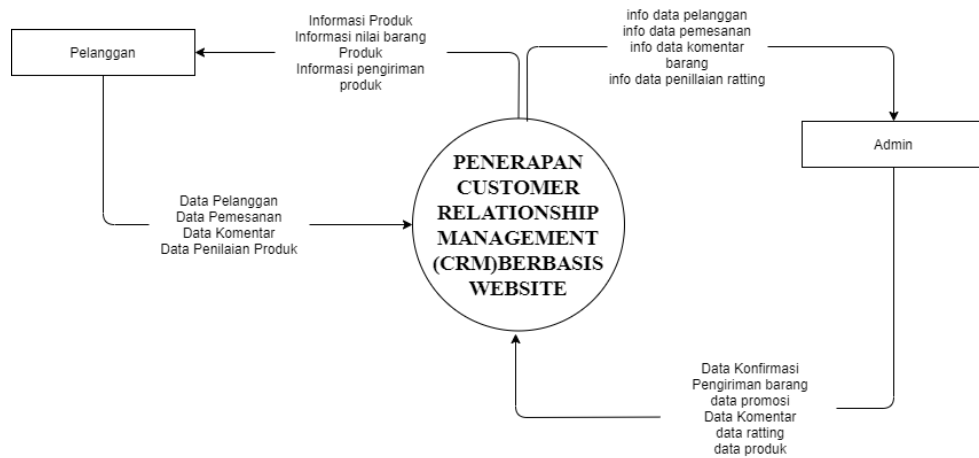 Informasi Produk
Informasi nilai barang
Produk
Informasi pengiriman
produk
info data pelanggan
info data pemesanan
info data komentar
barang
info data penillaian ratting
Pelanggan
Admin
PENERAPAN
CUSTOMER
RELATIONSHIP
MANAGEMENT
(CRM)BERBASIS
WEBSITE
Data Pelanggan
Data Pemesanan
Data Komentar
Data Penilaian Produk
Data Konfirmasi
Pengiriman barang
data promosi
Data Komentar
data ratting
data produk